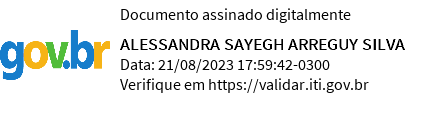 Documento assinado digitalmente
gov.br
ALESSANDRA SAYEGH ARREGUY SILVA
Data: 21/08/2023 17:59:42-0300
Verifique em https://validar.iti.gov.br